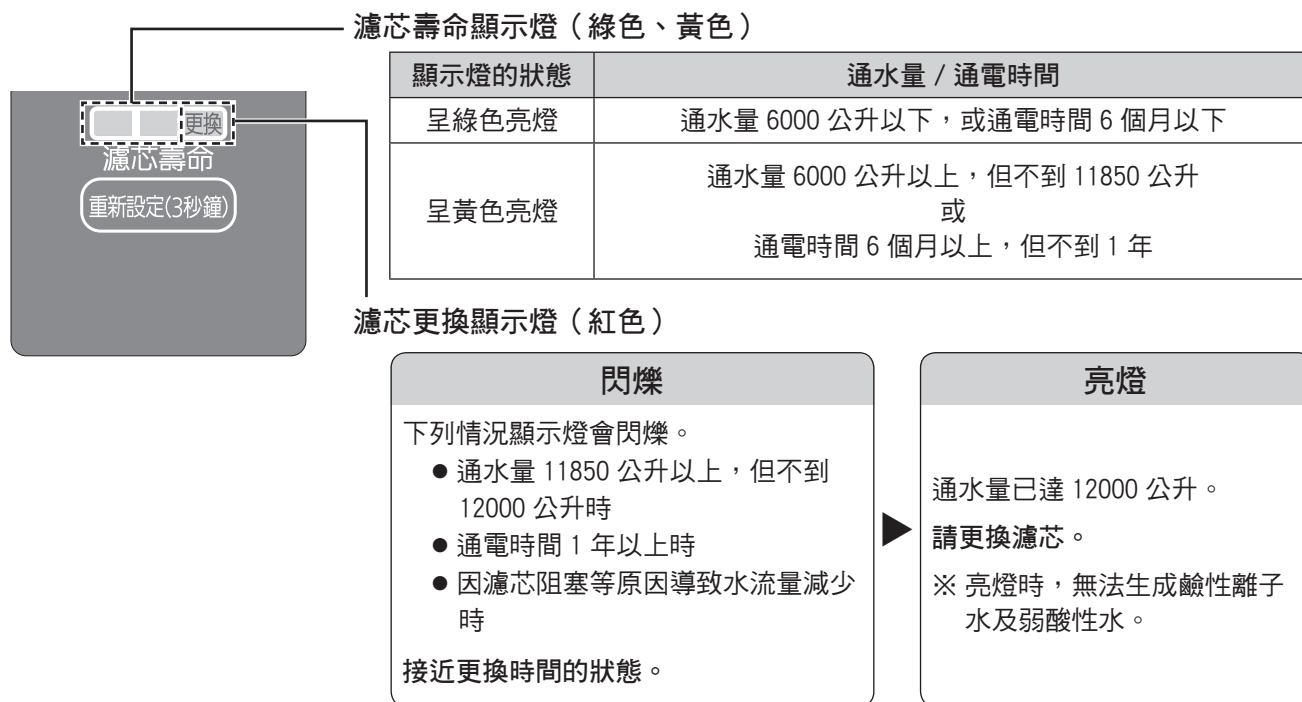 濾芯壽命顯示燈（綠色、黃色）
更換
濾芯壽命
重新設定(3秒鐘)
顯示燈的狀態
通水量 / 通電時間
呈綠色亮燈
通水量 6000 公升以下，或通電時間 6 個月以下
呈黃色亮燈
通水量 6000 公升以上，但不到 11850 公升
或
通電時間 6 個月以上，但不到 1 年
濾芯更換顯示燈（紅色）
閃爍
下列情況顯示燈會閃爍。
● 通水量 11850 公升以上，但不到
12000 公升時
● 通電時間 1 年以上時
● 因濾芯阻塞等原因導致水流量減少
時
接近更換時間的狀態。
亮燈
通水量已達 12000 公升。
請更換濾芯。
※ 亮燈時，無法生成鹼性離子
水及弱酸性水。